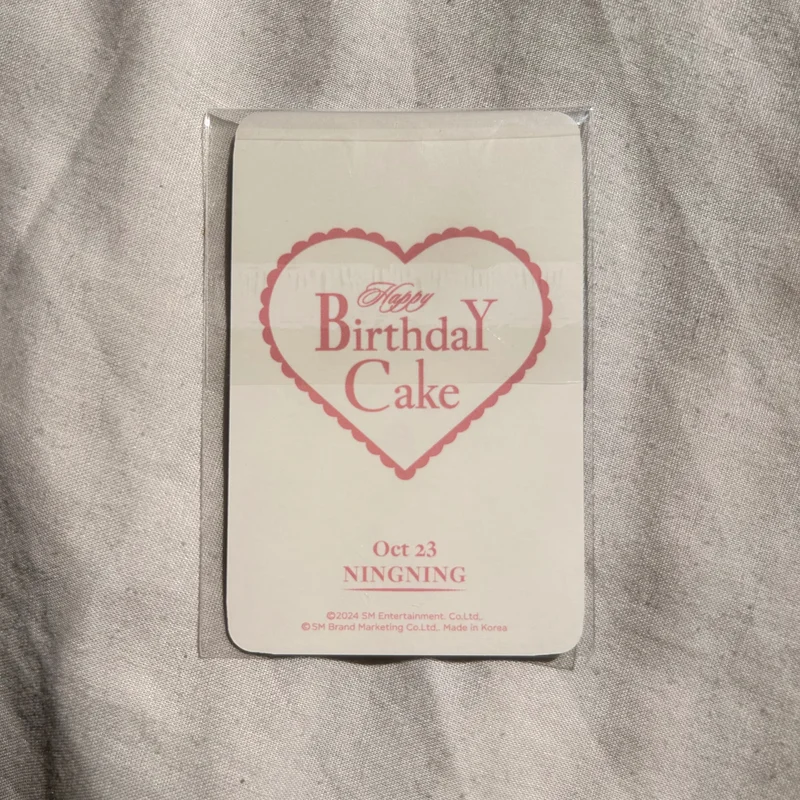 Happy
BirthdaY
Cake
Oct 23
NINGNING
©2024 SM Entertainment. Co.Ltd,.
©SM Brand Marketing Co.Ltd,. Made in Korea